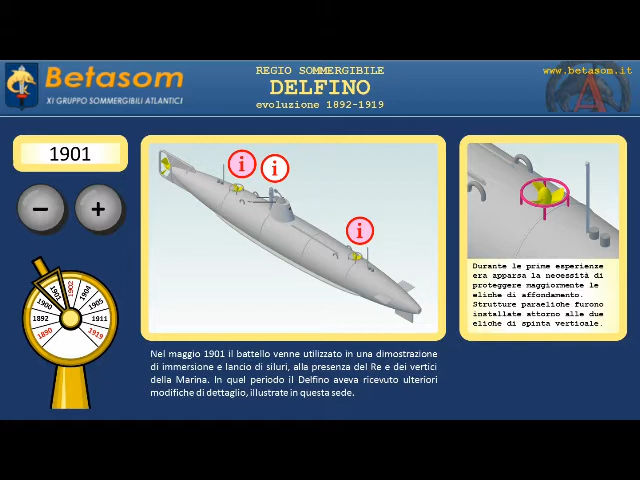 Betasom
XI GRUPPO SOMMERGIBILI ATLANTICI
REGIO SOMMERGIBILE
DELFINO
evoluzione 1892-1919
www.betasom.it
A
1901
i
i
i
−
+
1890
1892
1900
1901
1902
1904
1905
1911
1919
Durante le prime esperienze
era apparsa la necessità di
proteggere maggiormente le
eliche di affondamento.
Strutture paraeliche furono
installate attorno alle due
eliche di spinta verticale.
Nel maggio 1901 il battello venne utilizzato in una dimostrazione
di immersione e lancio di siluri, alla presenza del Re e dei vertici
della Marina. In quel periodo il Delfino aveva ricevuto ulteriori
modifiche di dettaglio, illustrate in questa sede.